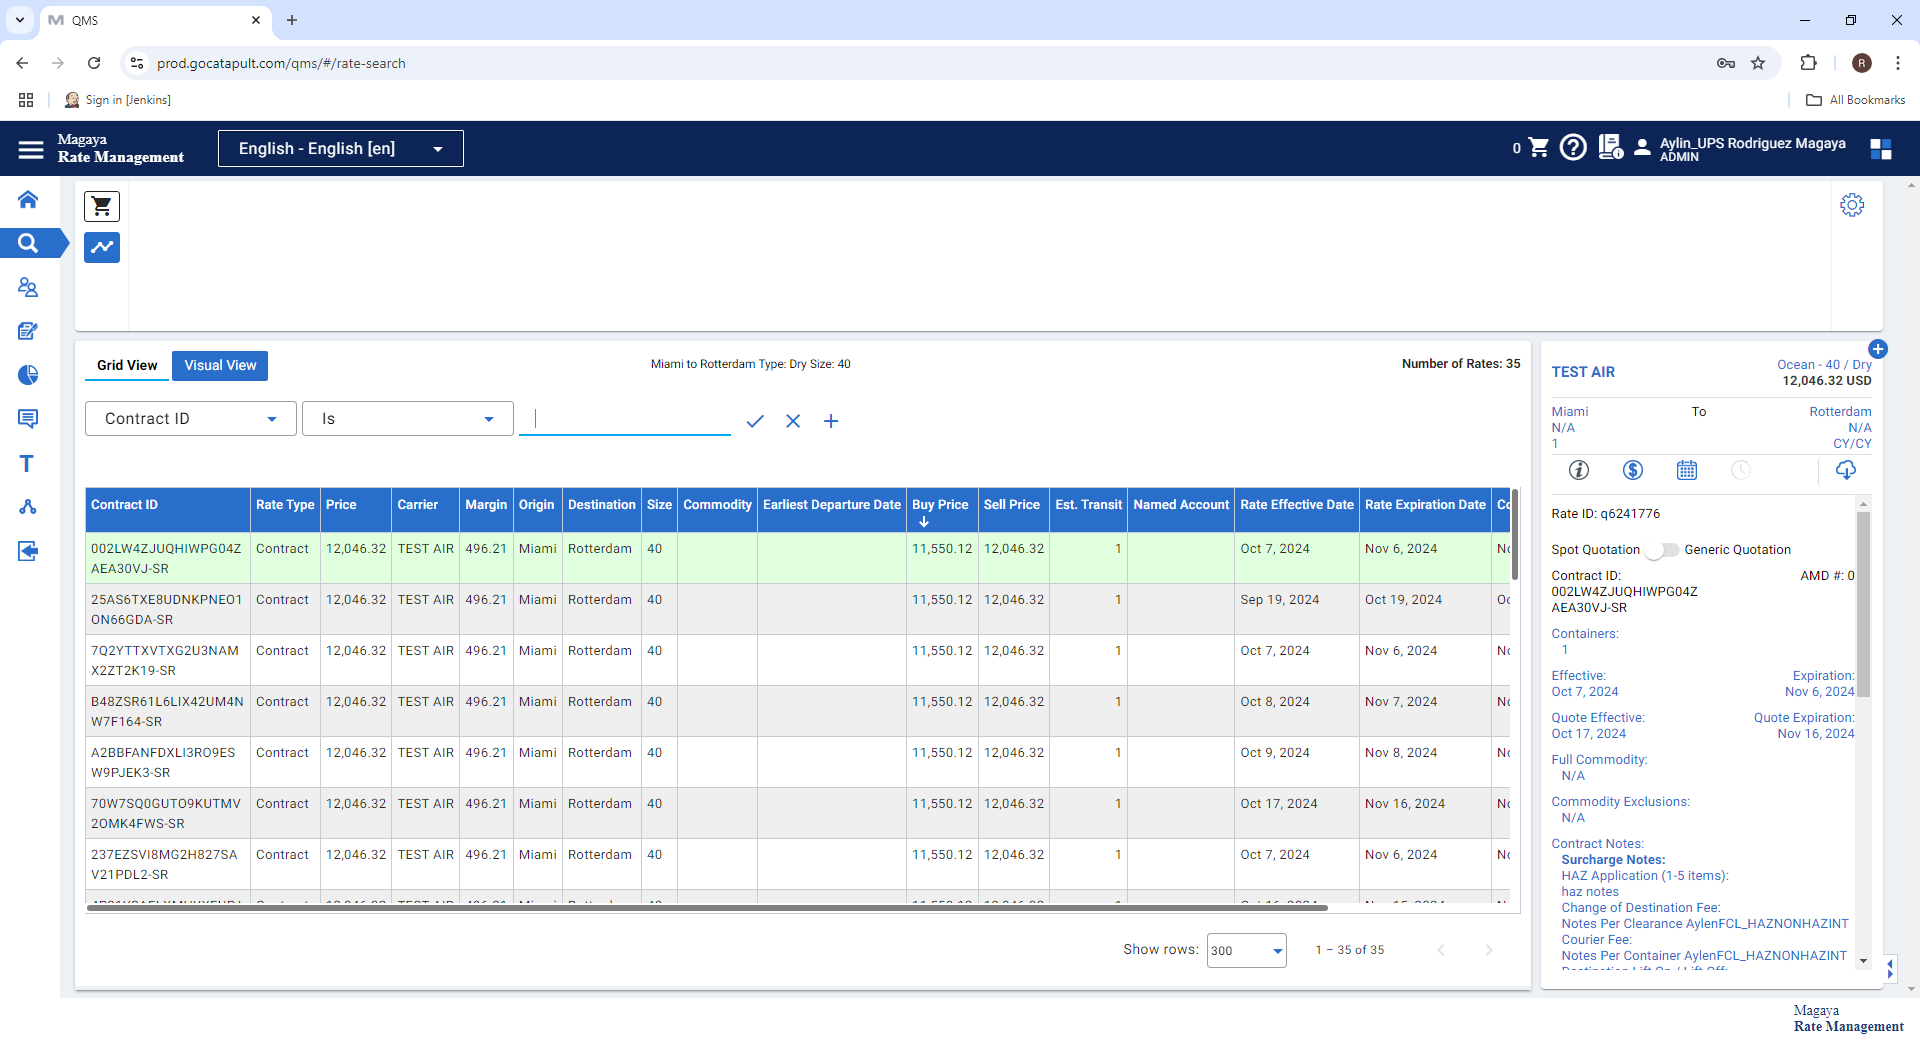 QMS
prod.gocatapult.com/qms/#/rate-search
R
Sign in [Jenkins]
All Bookmarks
Magaya
Rate Management
English - English [en]
0
Aylin_UPS Rodriguez Magaya
ADMIN
Grid View
Visual View
Miami to Rotterdam Type: Dry Size: 40
Number of Rates: 35
Contract ID
Is
Contract ID Rate Type Price Carrier Margin Origin Destination Size Commodity Earliest Departure Date Buy Price Sell Price Est. Transit Named Account Rate Effective Date Rate Expiration Date Co
002LW4ZJUQHIWPG04Z Contract 12,046.32 TEST AIR 496.21 Miami Rotterdam 40 11,550.12 12,046.32 1 Oct 7, 2024 Nov 6, 2024 No
AEA30VJ-SR
25AS6TXE8UDNKPNEO1 Contract 12,046.32 TEST AIR 496.21 Miami Rotterdam 40 11,550.12 12,046.32 1 Sep 19, 2024 Oct 19, 2024 Oc
ON66GDA-SR
7Q2YTTXVTXG2U3NAM Contract 12,046.32 TEST AIR 496.21 Miami Rotterdam 40 11,550.12 12,046.32 1 Oct 7, 2024 Nov 6, 2024 No
X2ZT2K19-SR
B48ZSR61L6LIX42UM4N Contract 12,046.32 TEST AIR 496.21 Miami Rotterdam 40 11,550.12 12,046.32 1 Oct 8, 2024 Nov 7, 2024 No
W7F164-SR
A2BBFANFDXLI3RO9ES Contract 12,046.32 TEST AIR 496.21 Miami Rotterdam 40 11,550.12 12,046.32 1 Oct 9, 2024 Nov 8, 2024 No
W9PJEK3-SR
70W7SQ0GUTO9KUTMV Contract 12,046.32 TEST AIR 496.21 Miami Rotterdam 40 11,550.12 12,046.32 1 Oct 17, 2024 Nov 16, 2024 No
2OMK4FWS-SR
237EZSVI8MG2H827SA Contract 12,046.32 TEST AIR 496.21 Miami Rotterdam 40 11,550.12 12,046.32 1 Oct 7, 2024 Nov 6, 2024 No
V21PDL2-SR
Show rows: 300 1 – 35 of 35
TEST AIR
Ocean - 40 / Dry
12,046.32 USD
Miami To Rotterdam
N/A N/A
1 CY/CY
Rate ID: q6241776
Spot Quotation Generic Quotation
Contract ID: AMD #: 0
002LW4ZJUQHIWPG04Z
AEA30VJ-SR
Containers:
1
Effective: Expiration:
Oct 7, 2024 Nov 6, 2024
Quote Effective: Quote Expiration:
Oct 17, 2024 Nov 16, 2024
Full Commodity:
N/A
Commodity Exclusions:
N/A
Contract Notes:
Surcharge Notes:
HAZ Application (1-5 items):
haz notes
Change of Destination Fee:
Notes Per Clearance AylenFCL_HAZNONHAZINT
Courier Fee:
Notes Per Container AylenFCL_HAZNONHAZINT
Magaya
Rate Management